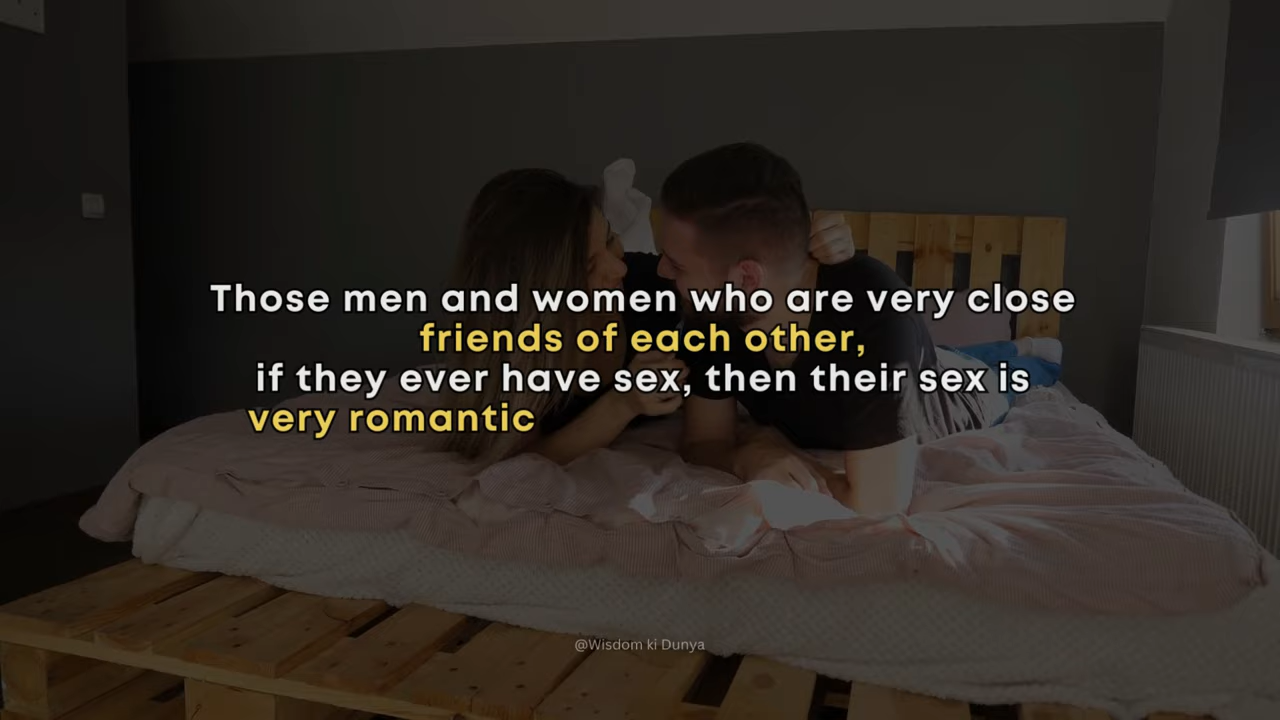 Those men and women who are very close
friends of each other,
if they ever have sex, then their sex is
very romantic
@Wisdom ki Dunya